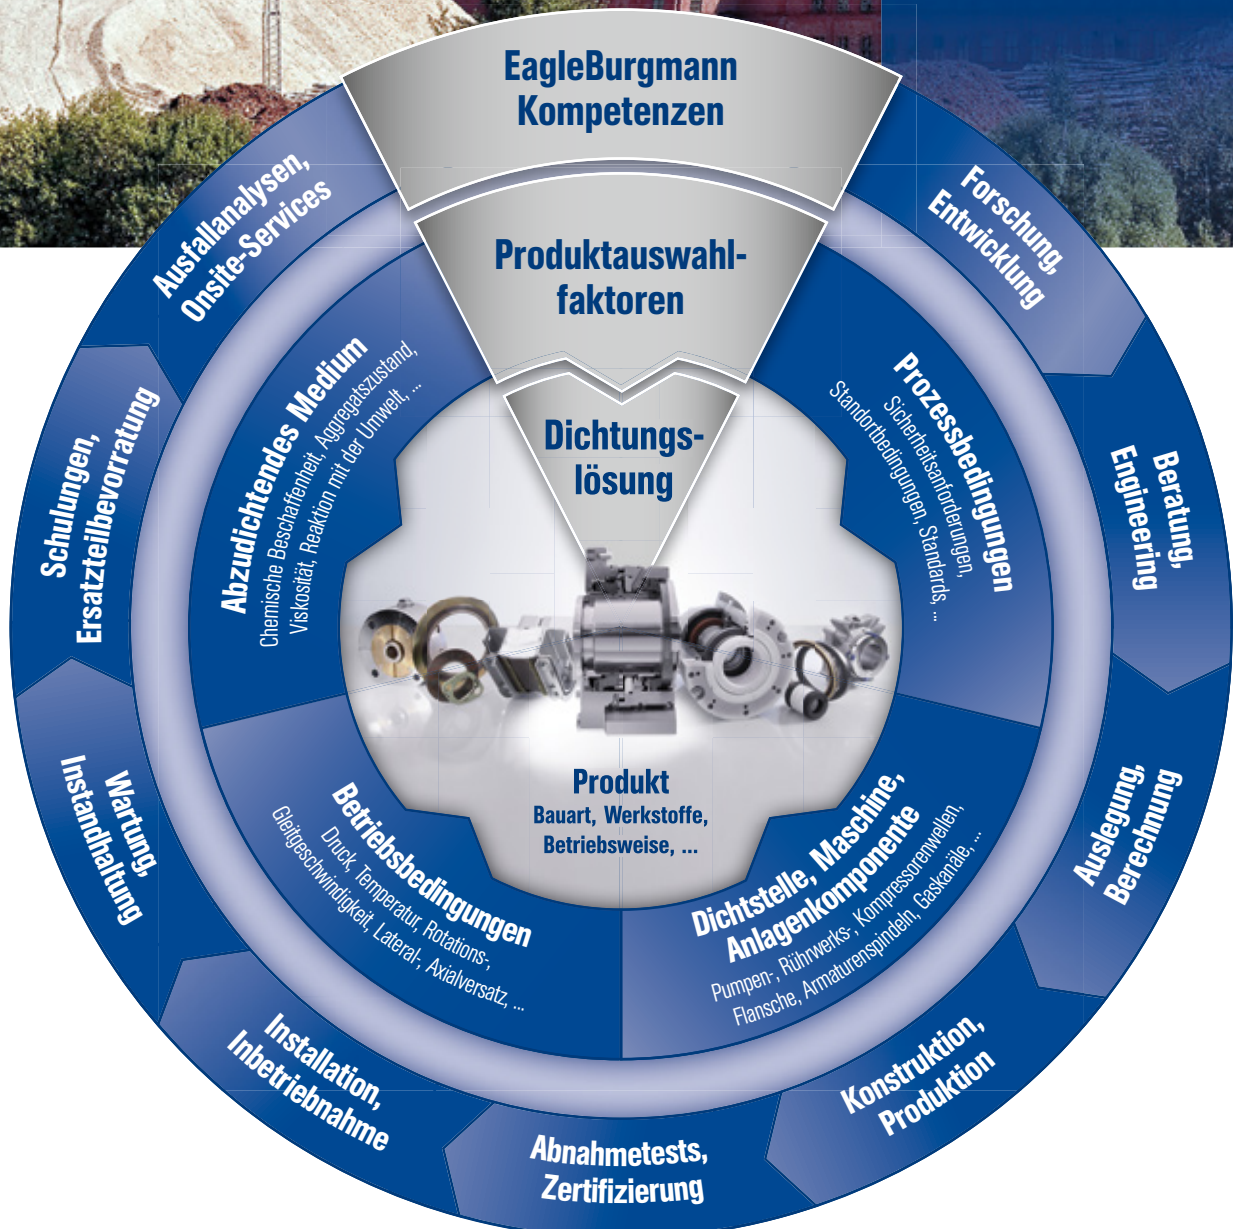 EagleBurgmann
Kompetenzen
Produktauswahl-
faktoren
Dichtungs-
lösung
Forschung,
Entwicklung
Beratung,
Engineering
Auslegung,
Berechnung
Konstruktion,
Produktion
Abnahmetests,
Zertifizierung
Installation,
Inbetriebnahme
Wartung,
Instandhaltung
Schulungen,
Ersatzteilbevorratung
Ausfallanalysen,
Onsite-Services
Prozessbedingungen
Sicherheitsanforderungen,
Standortbedingungen, Standards, ...
Dichtstelle, Maschine,
Anlagenkomponente
Pumpen-, Rührwerks-, Kompressorenwellen,
Flansche, Armaturenspindeln, Gaskanäle, ...
Betriebsbedingungen
Druck, Temperatur, Rotations-,
Gleitgeschwindigkeit, Lateral-, Axialversatz, ...
Abzudichtendes Medium
Chemische Beschaffenheit, Aggregatszustand,
Viskosität, Reaktion mit der Umwelt, ...
Produkt
Bauart, Werkstoffe,
Betriebsweise, ...